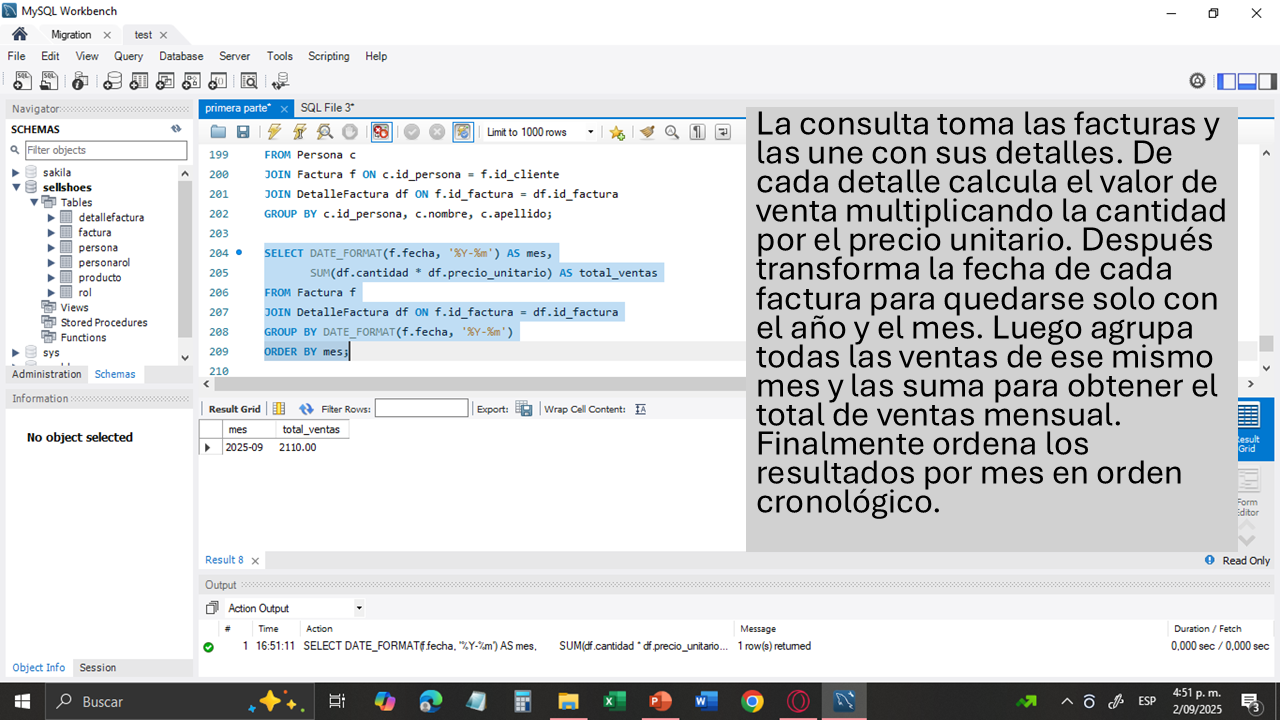 MySQL Workbench
Migration
test
File Edit View Query Database Server Tools Scripting Help
Navigator
SCHEMAS
Filter objects
sakila
sellshoes
Tables
detallefactura
factura
persona
personarol
producto
rol
Views
Stored Procedures
Functions
sys
Administration Schemas
Information
No object selected
Object Info Session
primera parte* SQL File 3*
Limit to 1000 rows
199 FROM Persona c
200 JOIN Factura f ON c.id_persona = f.id_cliente
201 JOIN DetalleFactura df ON f.id_factura = df.id_factura
202 GROUP BY c.id_persona, c.nombre, c.apellido;
203
204 SELECT DATE_FORMAT(f.fecha, '%Y-%m') AS mes,
205 SUM(df.cantidad * df.precio_unitario) AS total_ventas
206 FROM Factura f
207 JOIN DetalleFactura df ON f.id_factura = df.id_factura
208 GROUP BY DATE_FORMAT(f.fecha, '%Y-%m')
209 ORDER BY mes;
210
Result Grid Filter Rows: Export: Wrap Cell Content:
mes total_ventas
2025-09 2110.00
La consulta toma las facturas y
las une con sus detalles. De
cada detalle calcula el valor de
venta multiplicando la cantidad
por el precio unitario. Después
transforma la fecha de cada
factura para quedarse solo con
el año y el mes. Luego agrupa
todas las ventas de ese mismo
mes y las suma para obtener el
total de ventas mensual.
Finalmente ordena los
resultados por mes en orden
cronológico.
Grid
Form
Editor
Result 8
Read Only
Output
Action Output
# Time Action Message Duration / Fetch
1 16:51:11 SELECT DATE_FORMAT(f.fecha, '%Y-%m') AS mes, SUM(df.cantidad * df.precio_unitario... 1 row(s) returned 0,000 sec / 0,000 sec
Buscar
ESP
4:51 p. m.
2/09/2025
3